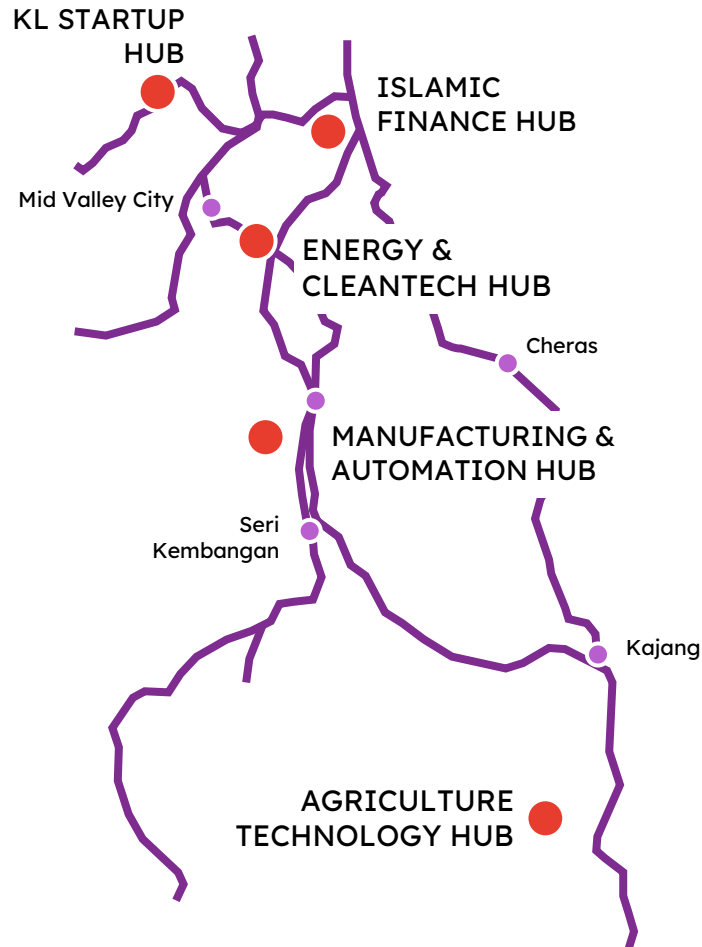 KL STARTUP
HUB
ISLAMIC
FINANCE HUB
Mid Valley City
ENERGY &
CLEANTECH HUB
Cheras
MANUFACTURING &
AUTOMATION HUB
Seri
Kembangan
Kajang
AGRICULTURE
TECHNOLOGY HUB